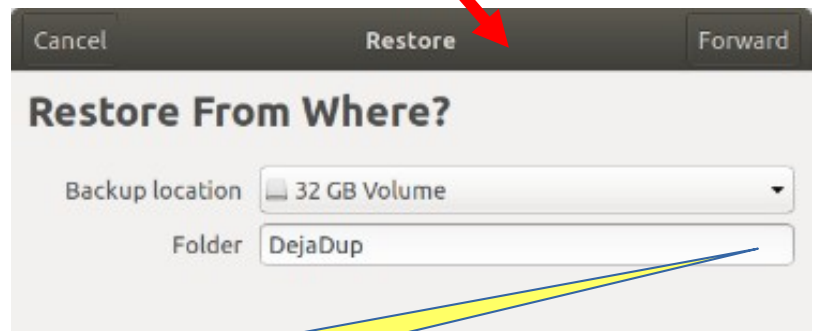 Cancel Restore Forward
Restore From Where?
Backup location 32 GB Volume
Folder DejaDup